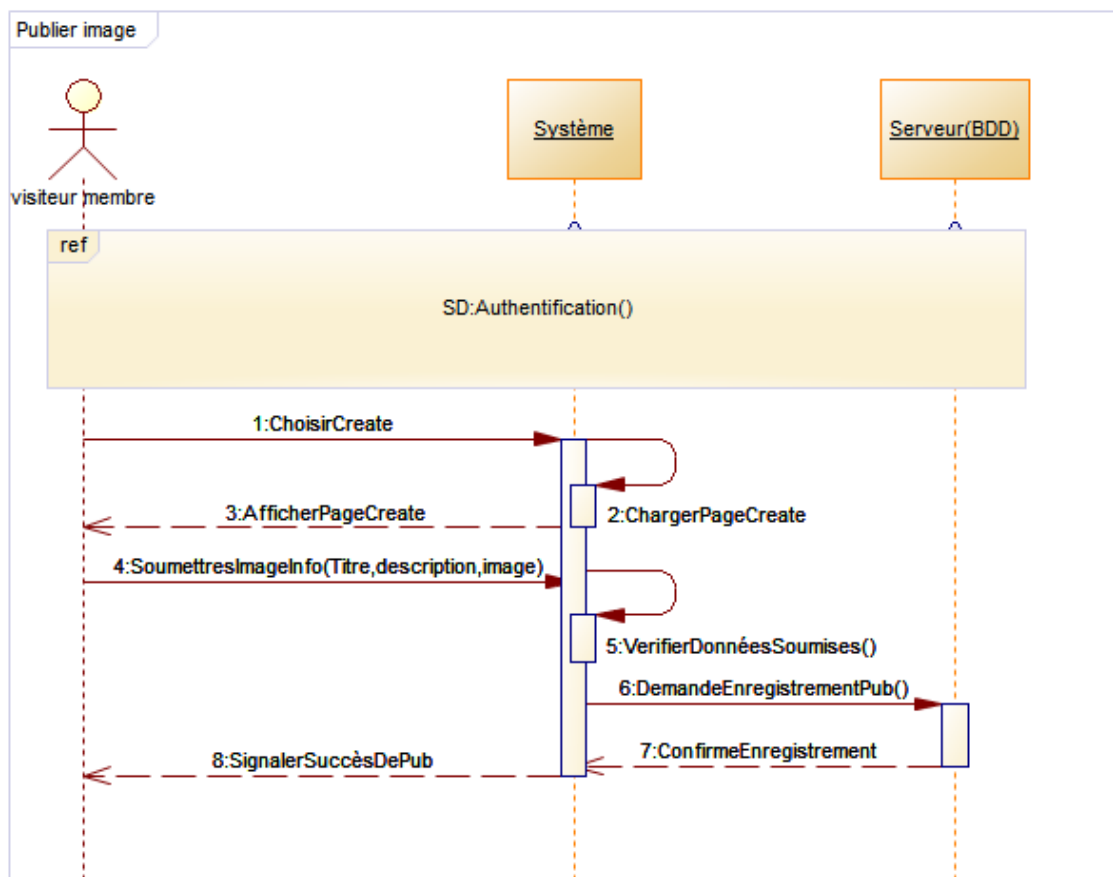 Publier image
visiteur membre
Système
Serveur(BDD)
ref
SD:Authentification()
1:ChoisirCreate
2:ChargerPageCreate
3:AfficherPageCreate
4:SoumettresImageInfo(Titre,description,image)
5:VerifierDonnéesSoumises()
6:DemandeEnregistrementPub()
7:ConfirmeEnregistrement
8:SignalerSuccèsDePub